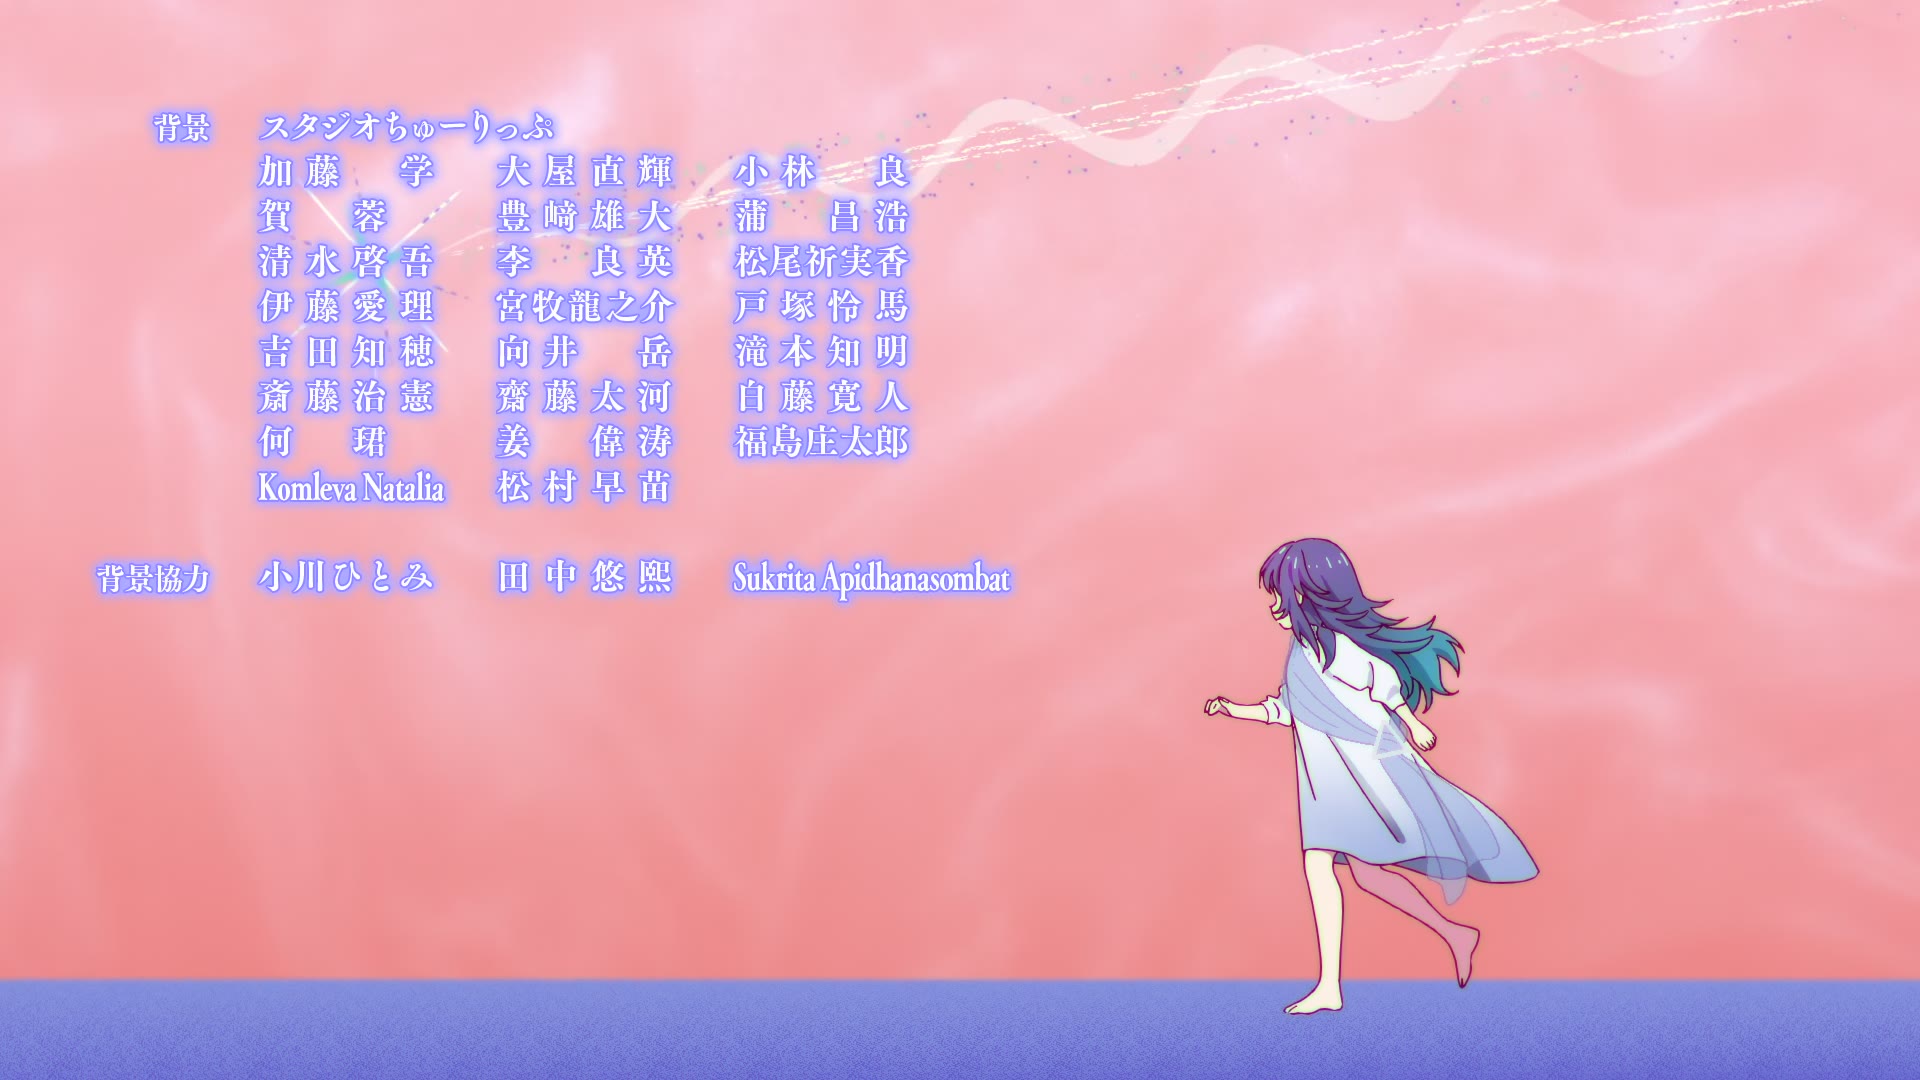 背景 スタジオちゅーりっぷ
加藤 学 大屋直輝 小林 良
賀 蓉 豊﨑雄大 蒲 昌浩
清水啓吾 李 良英 松尾祈実香
伊藤愛理 宮牧龍之介 戸塚怜馬
吉田知穂 向井 岳 滝本知明
斎藤治憲 齋藤太河 白藤寛人
何 珺 姜 偉涛 福島庄太郎
Komleva Natalia 松村早苗
背景協力 小川ひとみ 田中悠熙 Sukrita Apidhanasombat